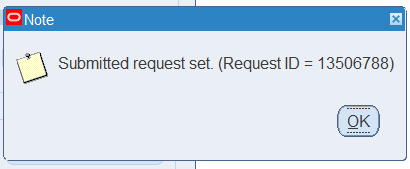 Note
Submitted request set. (Request ID = 13506788)
OK